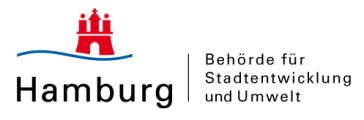 Hamburg
Behörde für
Stadtentwicklung
und Umwelt